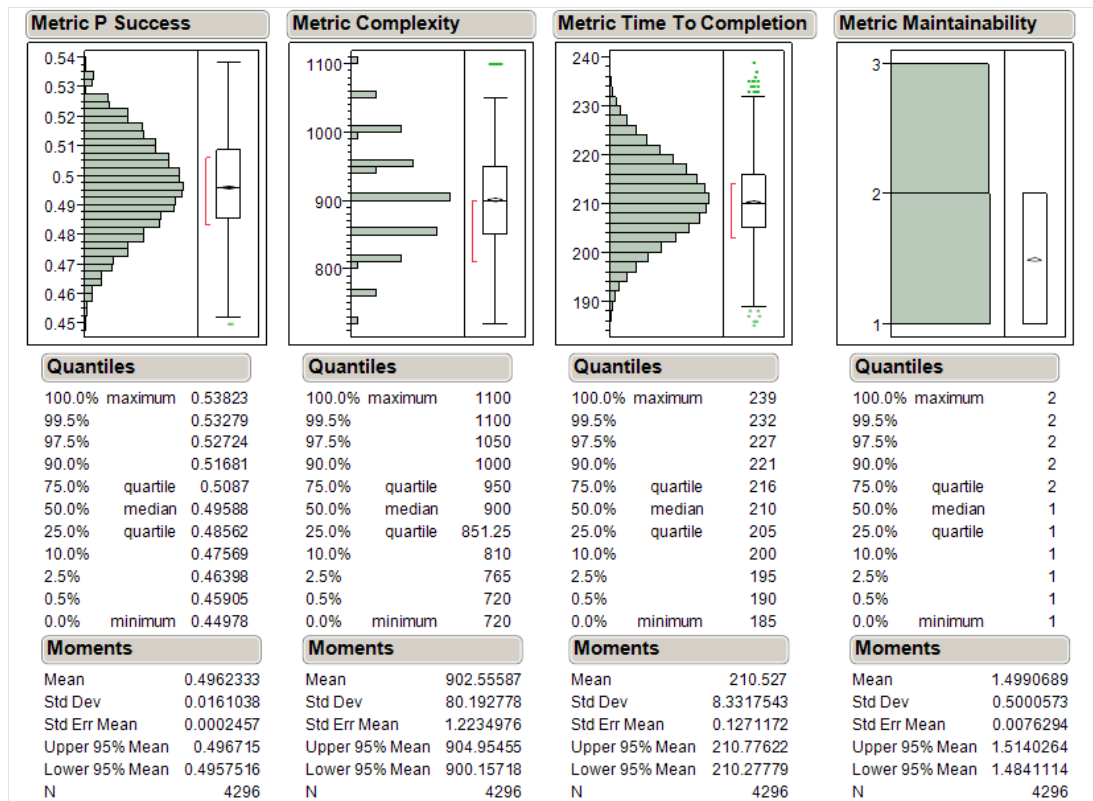 Metric P Success
0.54
0.53
0.52
0.51
0.5
0.49
0.48
0.47
0.46
0.45
Quantiles
100.0% maximum 0.53823
99.5% 0.53279
97.5% 0.52724
90.0% 0.51681
75.0% quartile 0.5087
50.0% median 0.49588
25.0% quartile 0.48562
10.0% 0.47569
2.5% 0.46398
0.5% 0.45905
0.0% minimum 0.44978
Moments
Mean 0.4962333
Std Dev 0.0161038
Std Err Mean 0.0002457
Upper 95% Mean 0.496715
Lower 95% Mean 0.4957516
N 4296
Metric Complexity
1100
1000
900
800
Quantiles
100.0% maximum 1100
99.5% 1100
97.5% 1050
90.0% 1000
75.0% quartile 950
50.0% median 900
25.0% quartile 851.25
10.0% 810
2.5% 765
0.5% 720
0.0% minimum 720
Moments
Mean 902.55587
Std Dev 80.192778
Std Err Mean 1.2234976
Upper 95% Mean 904.95455
Lower 95% Mean 900.15718
N 4296
Metric Time To Completion
240
230
220
210
200
190
Quantiles
100.0% maximum 239
99.5% 232
97.5% 227
90.0% 221
75.0% quartile 216
50.0% median 210
25.0% quartile 205
10.0% 200
2.5% 195
0.5% 190
0.0% minimum 185
Moments
Mean 210.527
Std Dev 8.3317543
Std Err Mean 0.1271172
Upper 95% Mean 210.77622
Lower 95% Mean 210.27779
N 4296
Metric Maintainability
3
2
1
Quantiles
100.0% maximum 2
99.5% 2
97.5% 2
90.0% 2
75.0% quartile 2
50.0% median 1
25.0% quartile 1
10.0% 1
2.5% 1
0.5% 1
0.0% minimum 1
Moments
Mean 1.4990689
Std Dev 0.5000573
Std Err Mean 0.0076294
Upper 95% Mean 1.5140264
Lower 95% Mean 1.4841114
N 4296